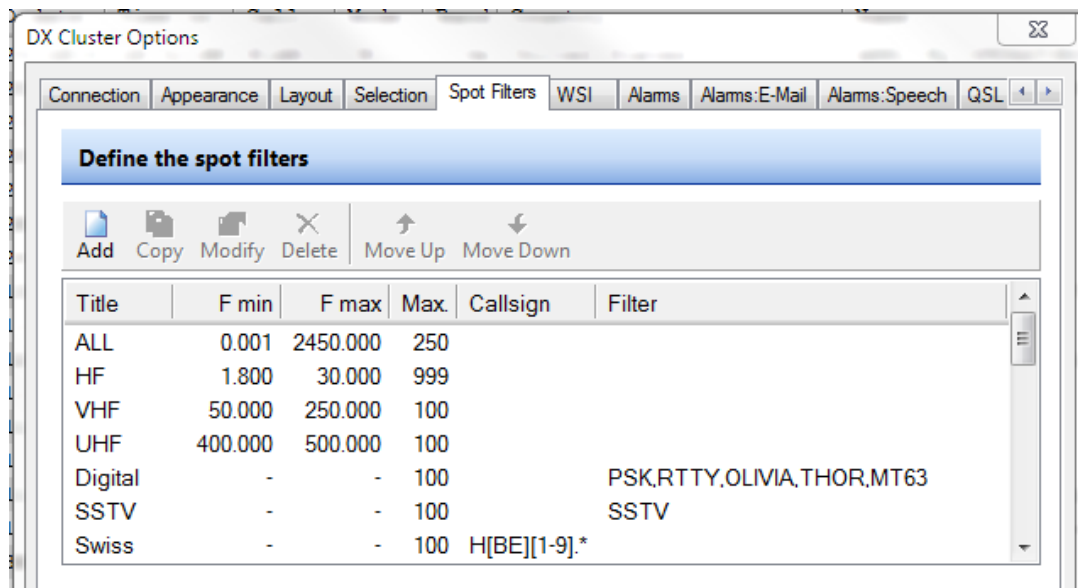 DX Cluster Options
Connection Appearance Layout Selection Spot Filters WSI Alarms Alarms:E-Mail Alarms:Speech QSL
Define the spot filters
Add Copy Modify Delete Move Up Move Down
Title F min F max Max. Callsign Filter
ALL 0.001 2450.000 250
HF 1.800 30.000 999
VHF 50.000 250.000 100
UHF 400.000 500.000 100
Digital - - 100 PSK,RTTY,OLIVIA,THOR,MT63
SSTV - - 100 SSTV
Swiss - - 100 H[BE][1-9].*